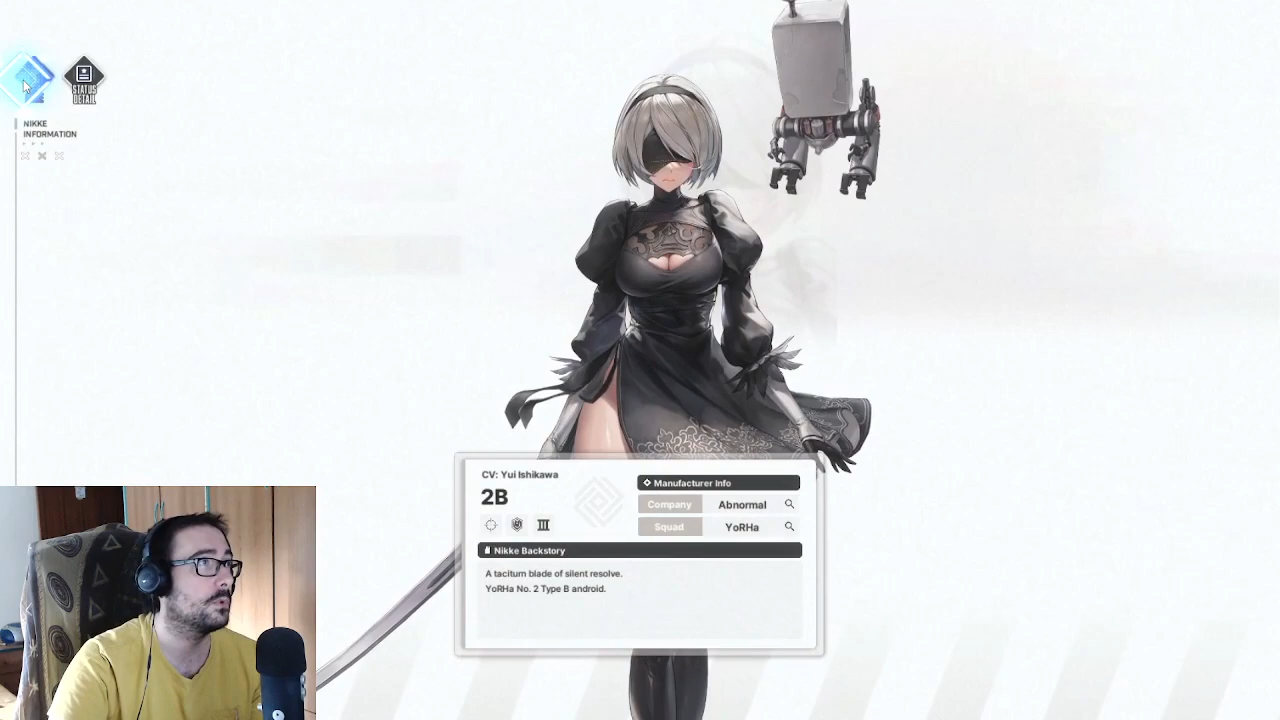 STATUS
DETAIL
NIKKE
INFORMATION
CV: Yui Ishikawa
2B
Manufacturer Info
Company Abnormal
Squad YoRHa
Nikke Backstory
A taciturn blade of silent resolve.
YoRHa No. 2 Type B android.